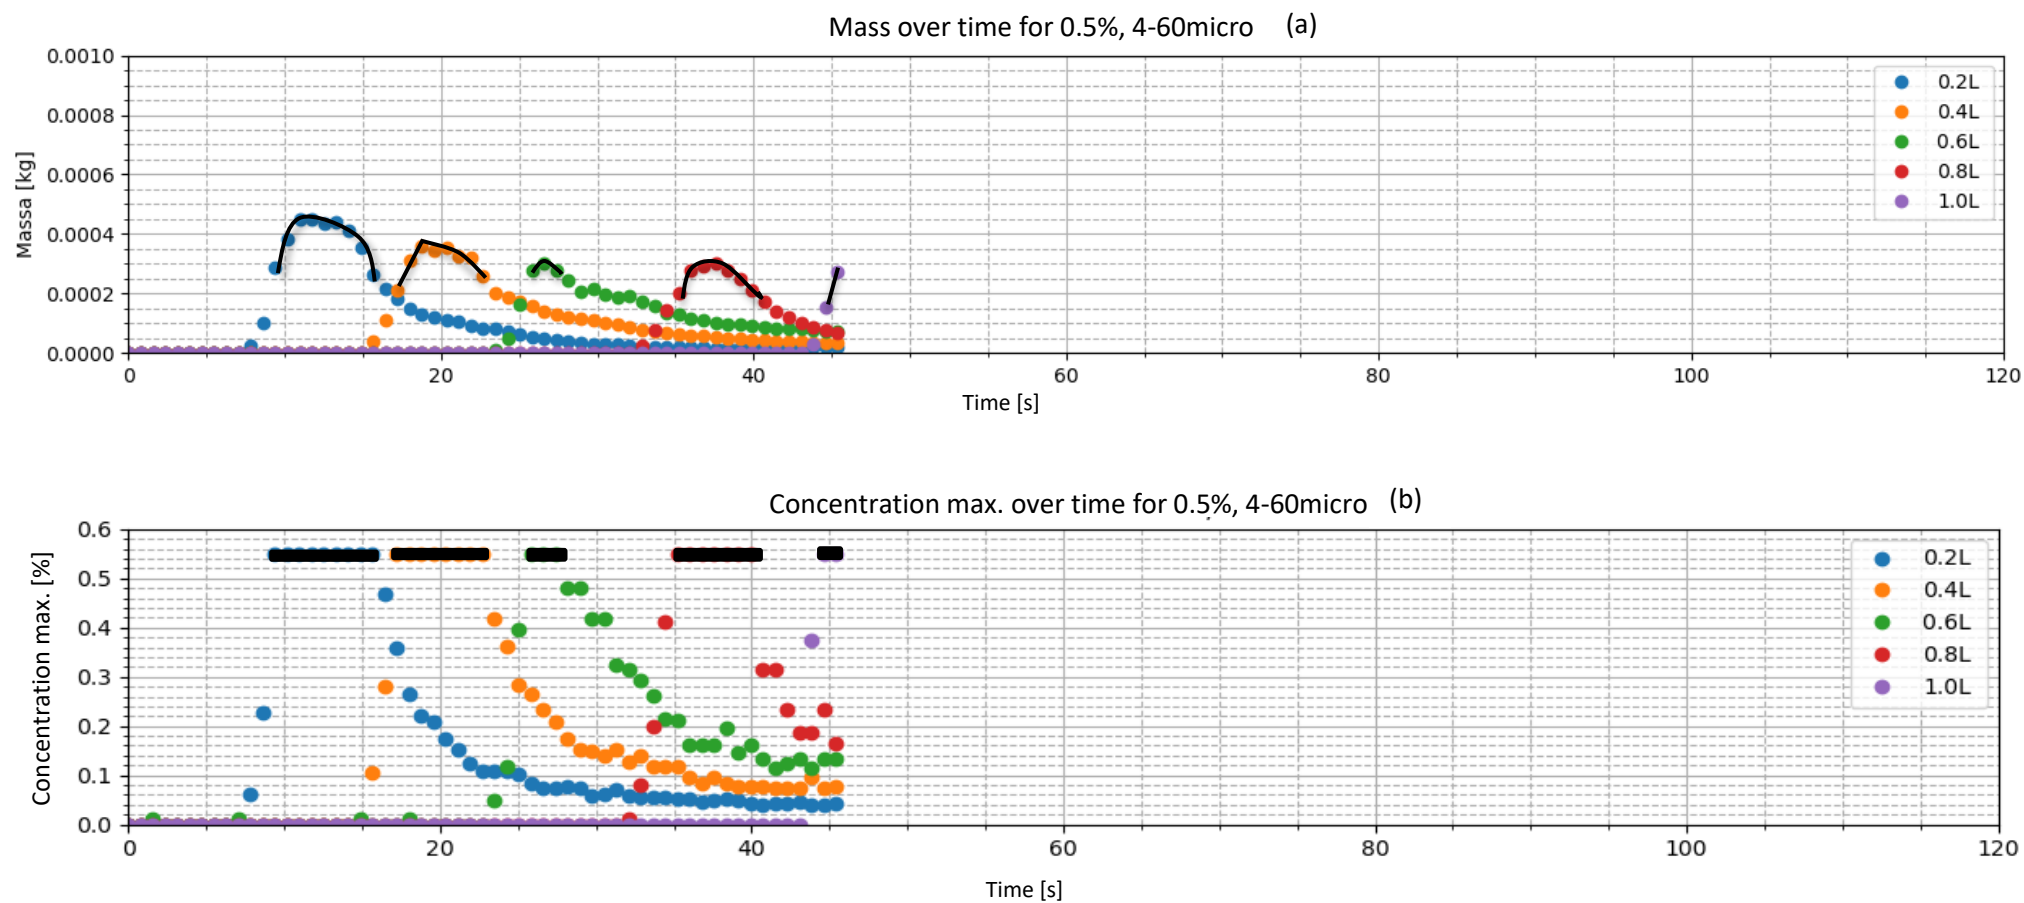 Mass over time for 0.5%, 4-60micro (a)
Massa [kg]
0.0010
0.0008
0.0006
0.0004
0.0002
0.0000
0 20 40 60 80 100 120
Time [s]
0.2L
0.4L
0.6L
0.8L
1.0L
Concentration max. over time for 0.5%, 4-60micro (b)
Concentration max. [%]
0.6
0.5
0.4
0.3
0.2
0.1
0.0
0 20 40 60 80 100 120
Time [s]
0.2L
0.4L
0.6L
0.8L
1.0L